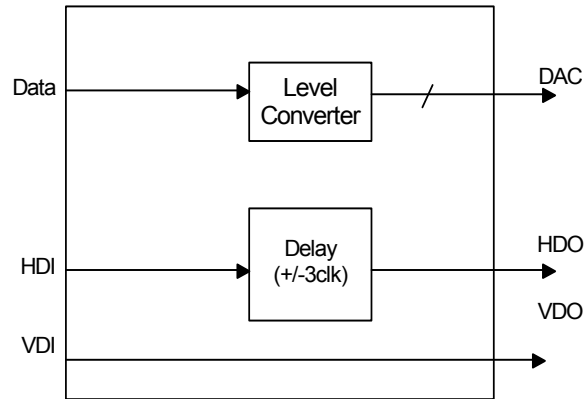 Data
Level
Converter
DAC
HDI
Delay
(+/-3clk)
HDO
VDO
VDI